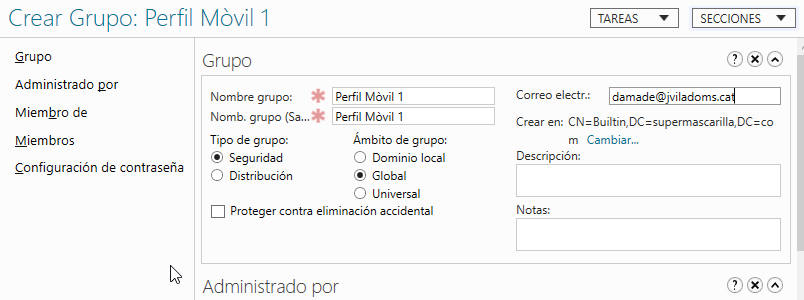 Crear Grupo: Perfil Mòvil 1
TAREAS
SECCIONES
Grupo
Administrado por
Miembro de
Miembros
Configuración de contraseña
Grupo
Nombre grupo: Perfil Mòvil 1
Nomb. grupo (Sa... Perfil Mòvil 1
Tipo de grupo:
Seguridad
Distribución
Ámbito de grupo:
Dominio local
Global
Universal
Proteger contra eliminación accidental
Correo electr.: damade@jviladoms.cat
Crear en: CN=Builtin,DC=supermascarilla,DC=co
m Cambiar...
Descripción:
Notas:
Administrado por